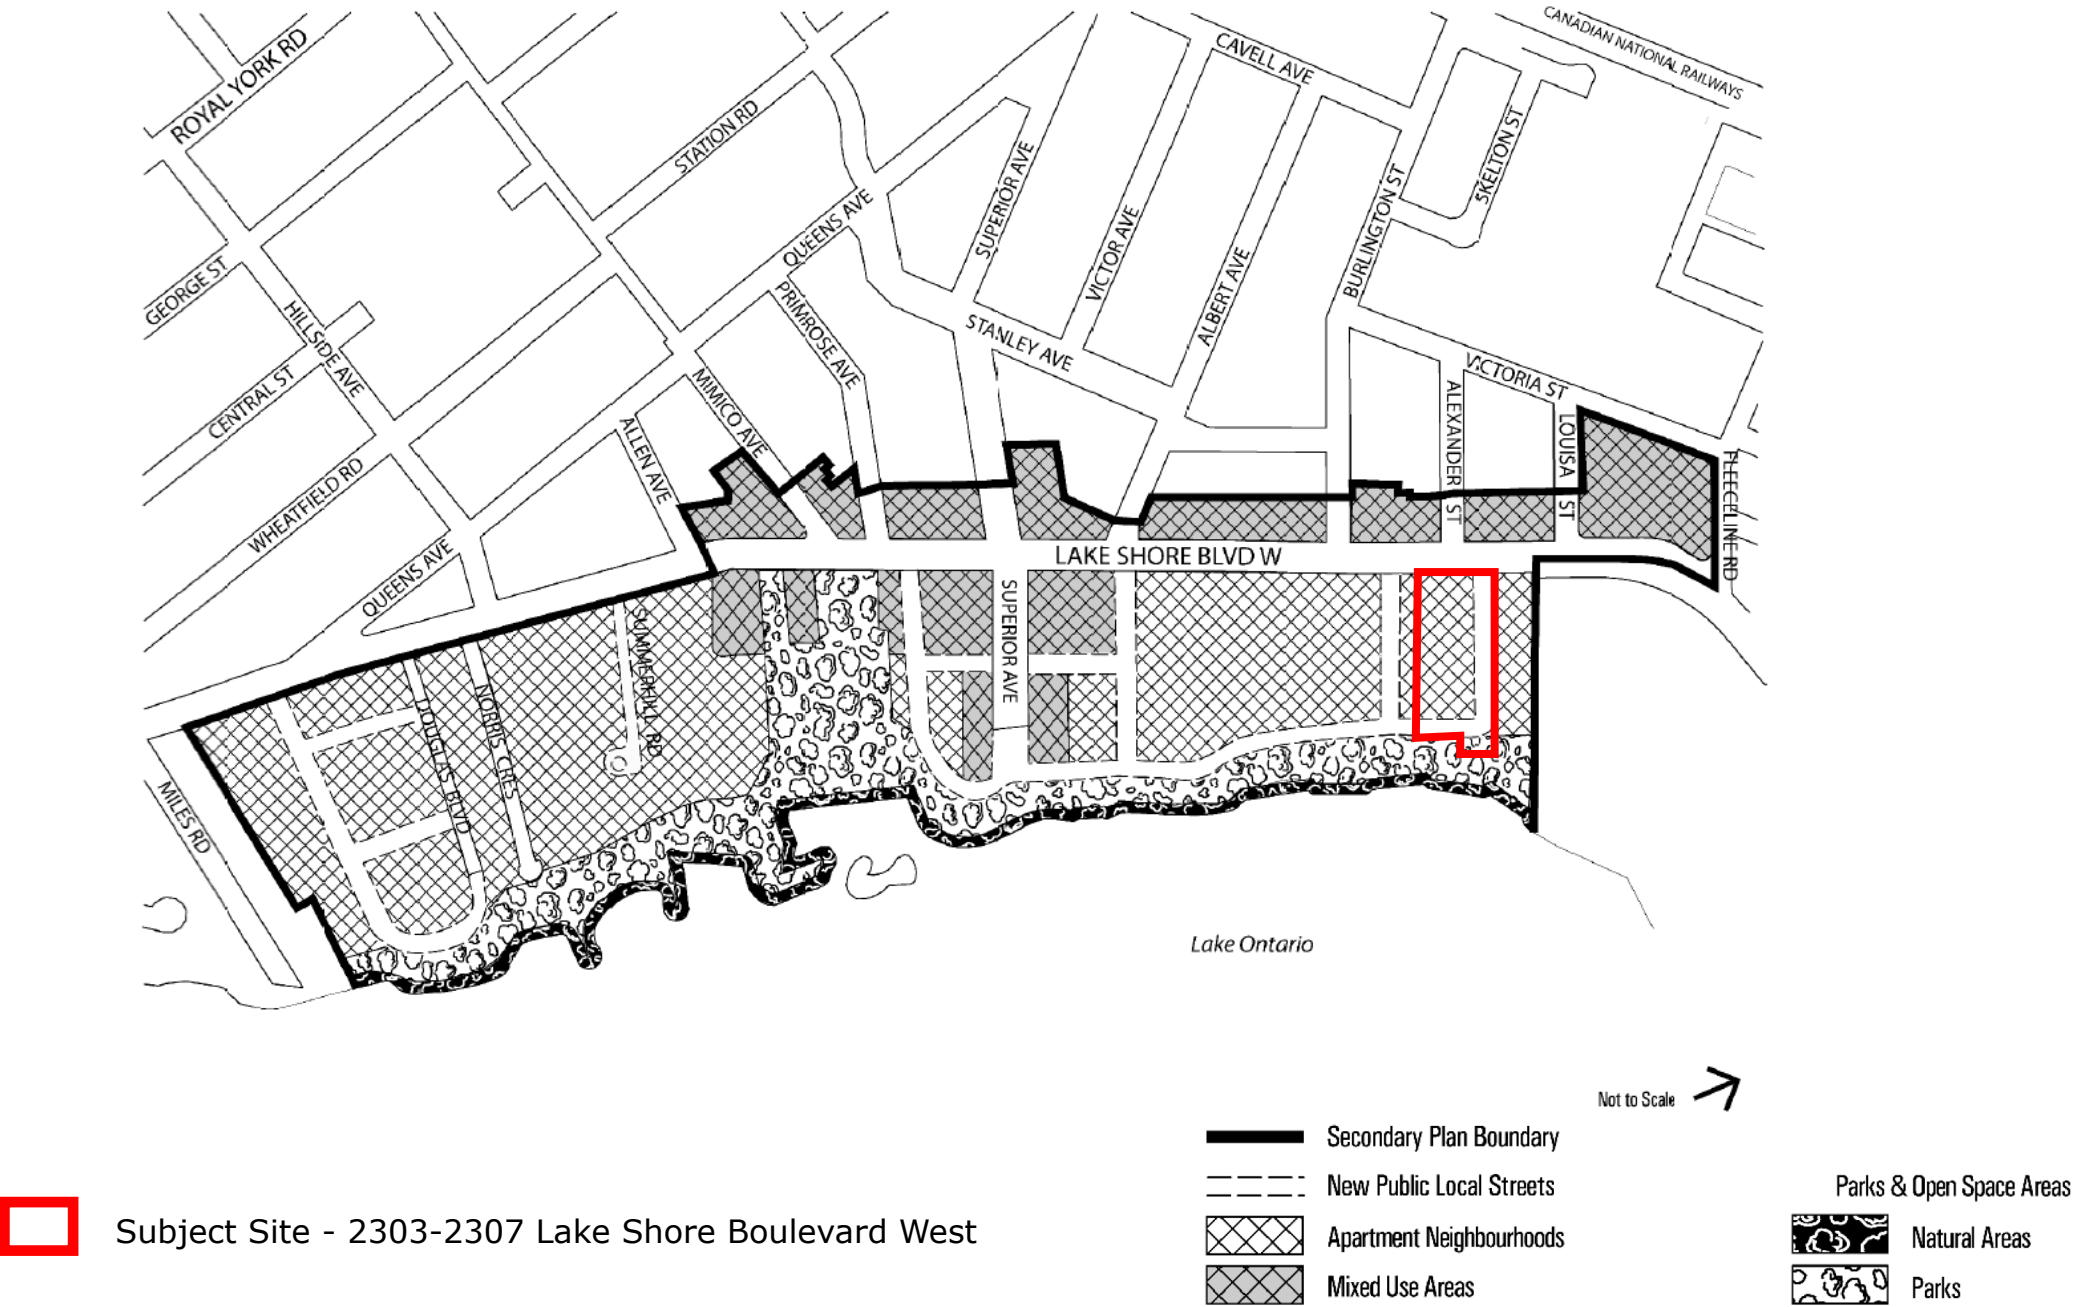 CANADIAN NATIONAL RAILWAYS
ROYAL YORK RD
CAVELL AVE
STATION RD
SKELTON ST
SUPERIOR AVE
QUEENS AVE
BURLINGTON ST
VICTOR AVE
ALBERT AVE
GEORGE ST
HILLSIDE AVE
PRIMROSE AVE
STANLEY AVE
VICTORIA ST
CENTRAL ST
MIMICO AVE
ALEXANDER ST
LOUISA ST
ALLEN AVE
WHEATFIELD RD
FLEECELINE RD
LAKE SHORE BLVD W
QUEENS AVE
SUPERIOR AVE
SUMMERHILL RD
NORRIS CRES
DOUGLAS BLVD
MILES RD
Lake Ontario
Not to Scale
Secondary Plan Boundary
New Public Local Streets
Apartment Neighbourhoods
Mixed Use Areas
Parks & Open Space Areas
Natural Areas
Parks
Subject Site - 2303-2307 Lake Shore Boulevard West